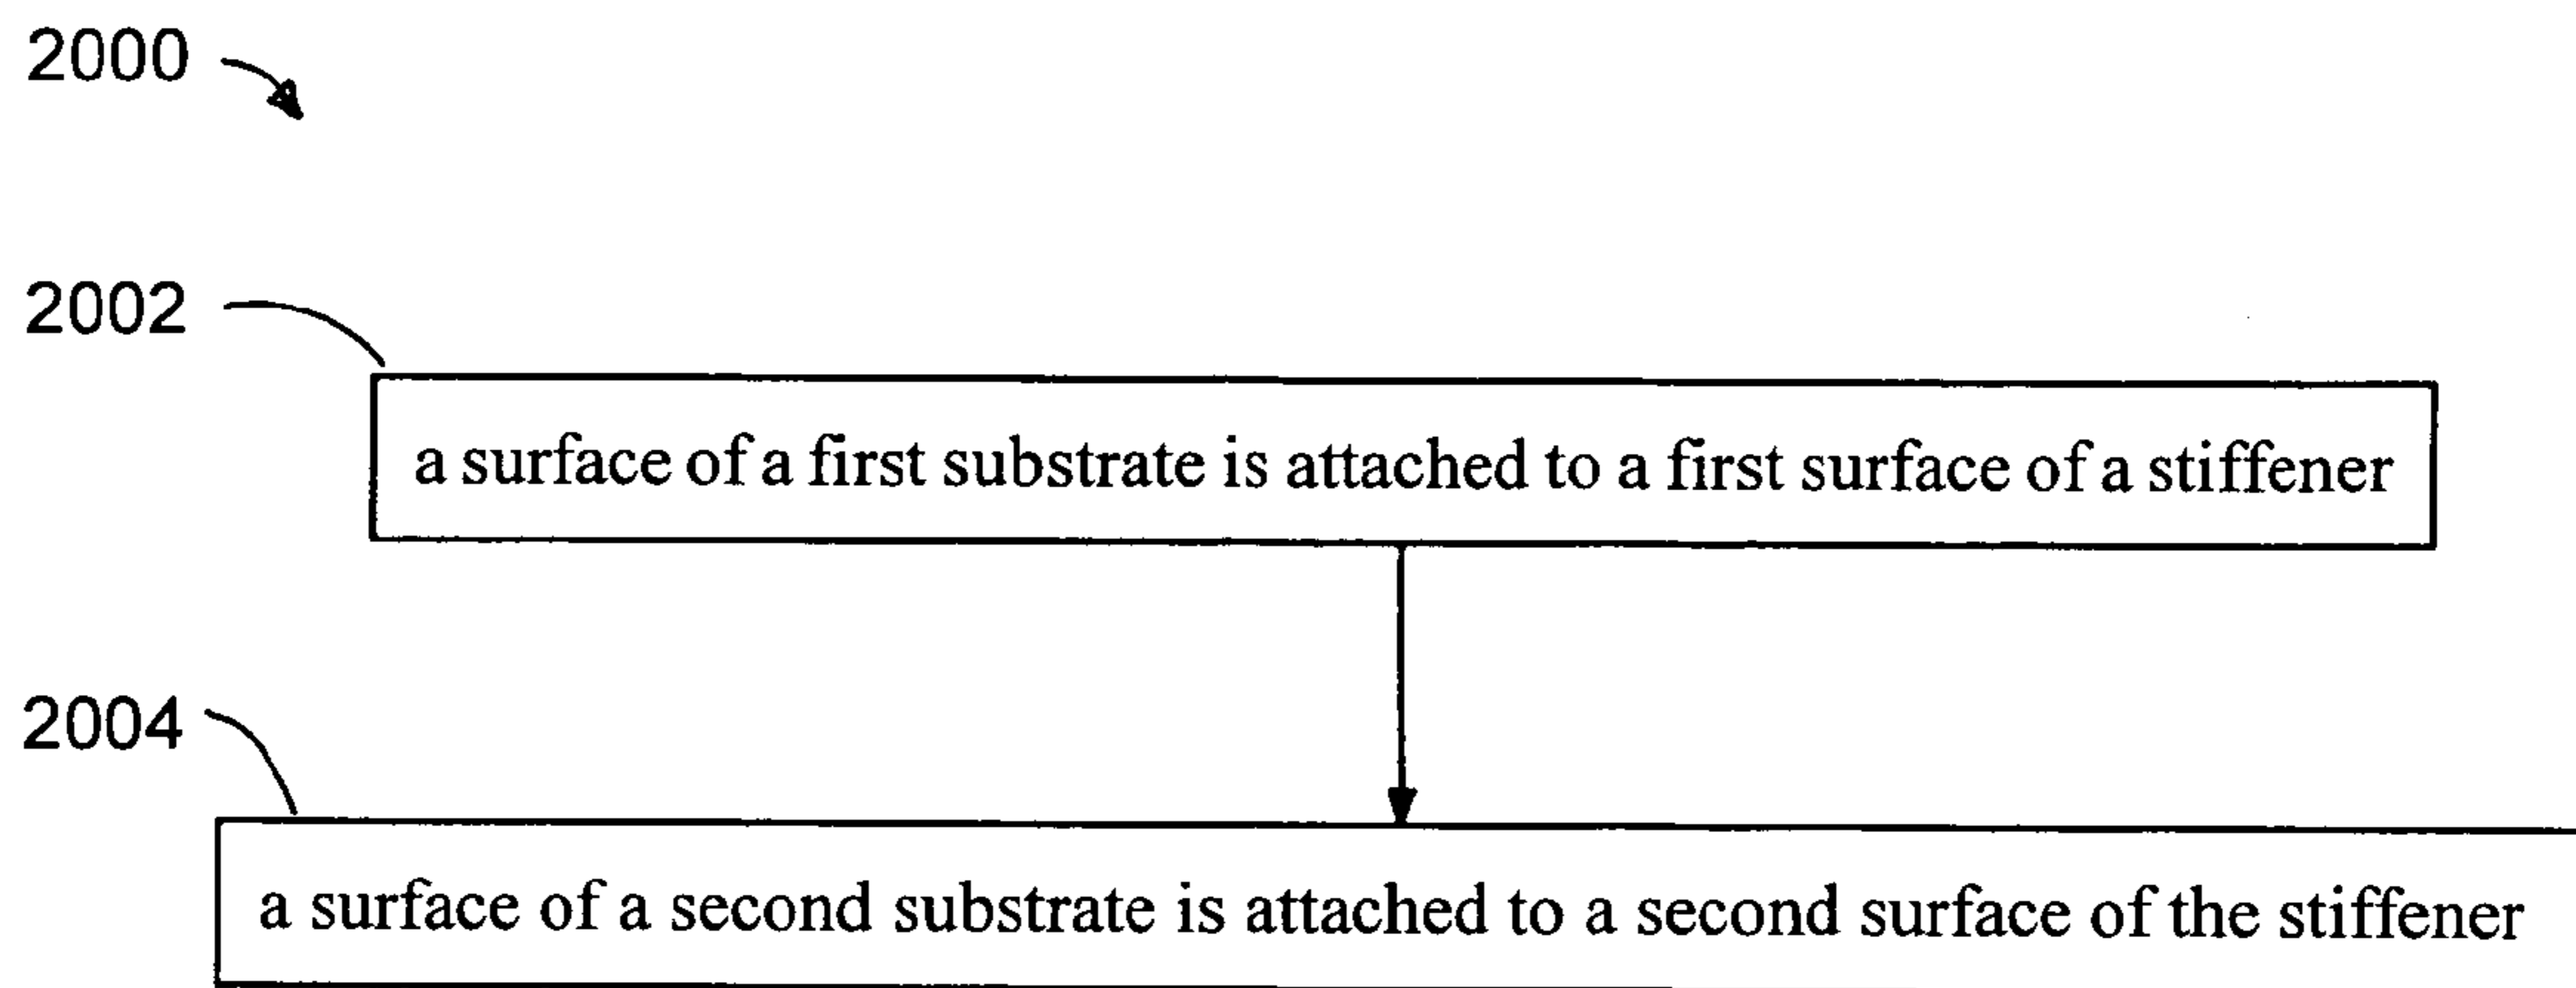 2000
2002
a surface of a first substrate is attached to a first surface of a stiffener
2004
a surface of a second substrate is attached to a second surface of the stiffener